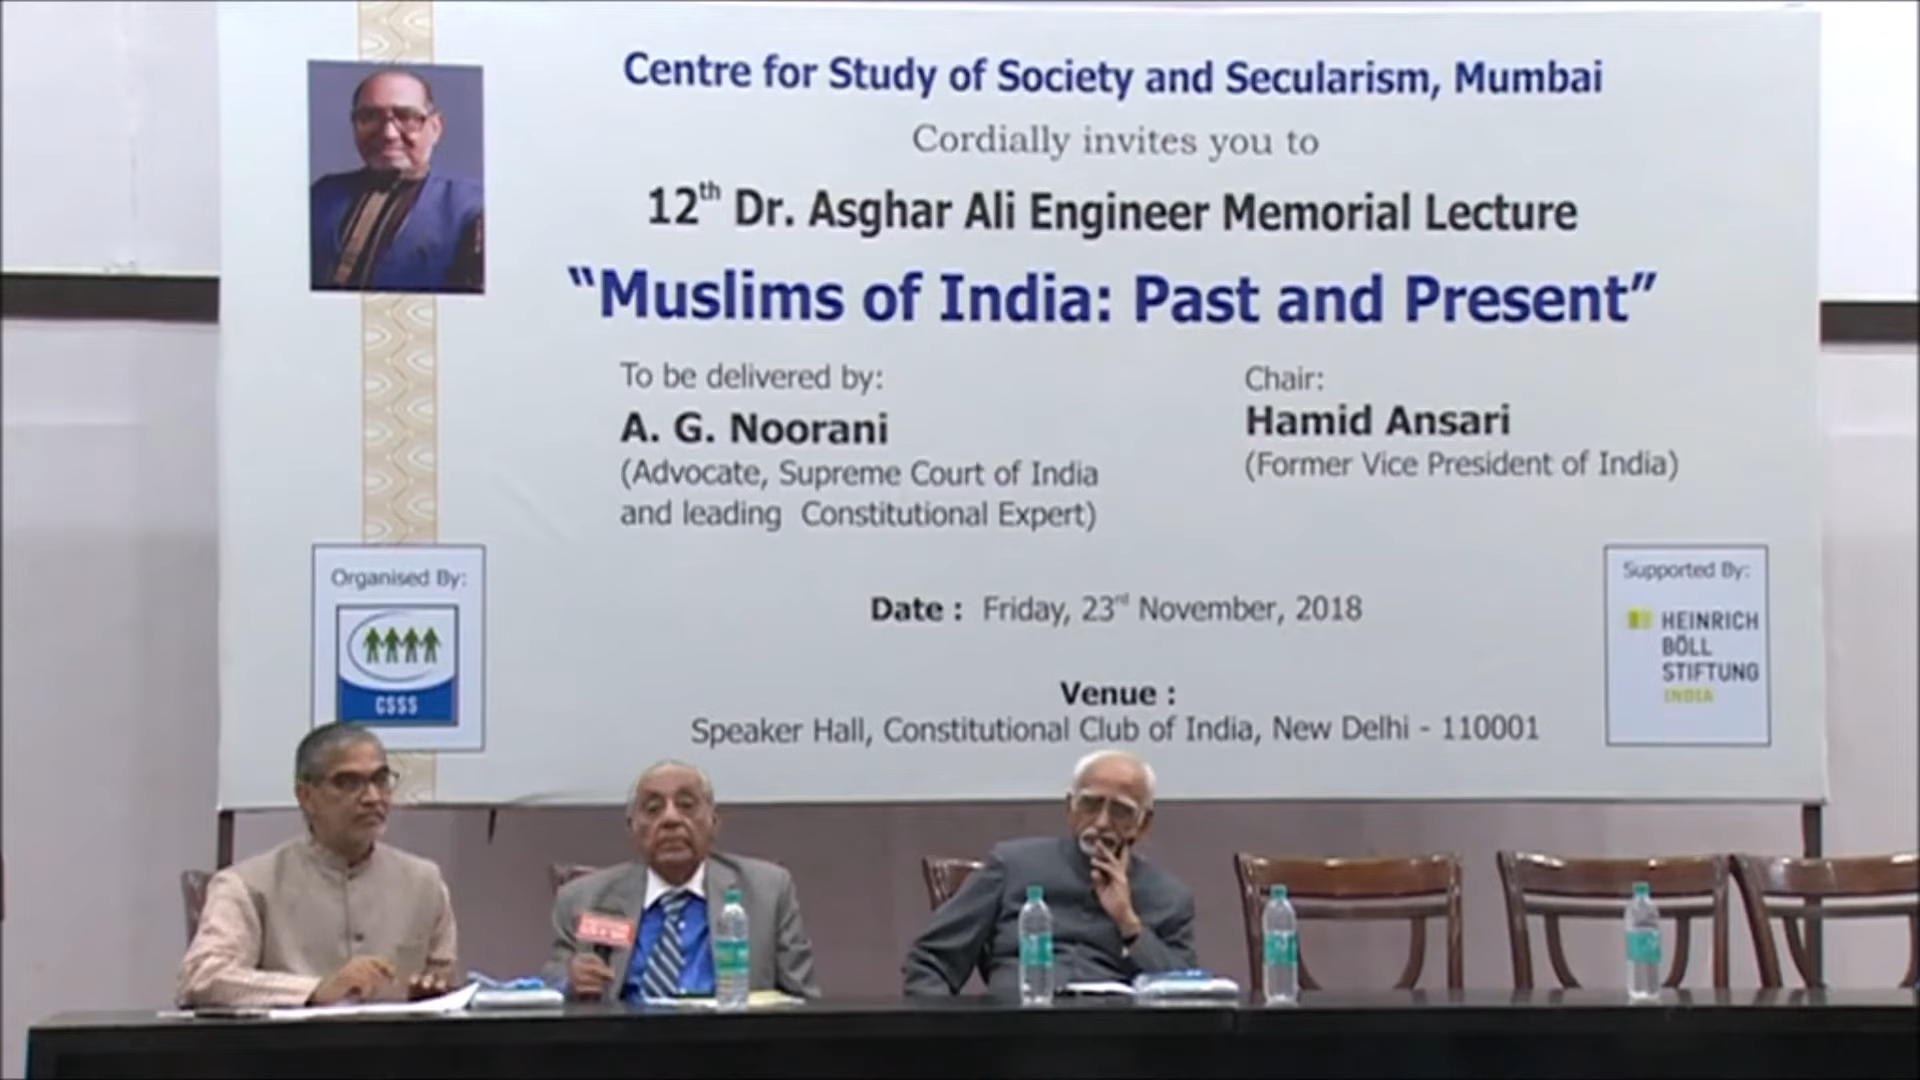 Centre for Study of Society and Secularism, Mumbai
Cordially invites you to
12th Dr. Asghar Ali Engineer Memorial Lecture
“Muslims of India: Past and Present”
To be delivered by:
A. G. Noorani
(Advocate, Supreme Court of India
and leading Constitutional Expert)
Chair:
Hamid Ansari
(Former Vice President of India)
Date : Friday, 23rd November, 2018
Venue :
Speaker Hall, Constitutional Club of India, New Delhi - 110001
Organised By:
CSSS
Supported By:
HEINRICH
BÖLL
STIFTUNG
INDIA